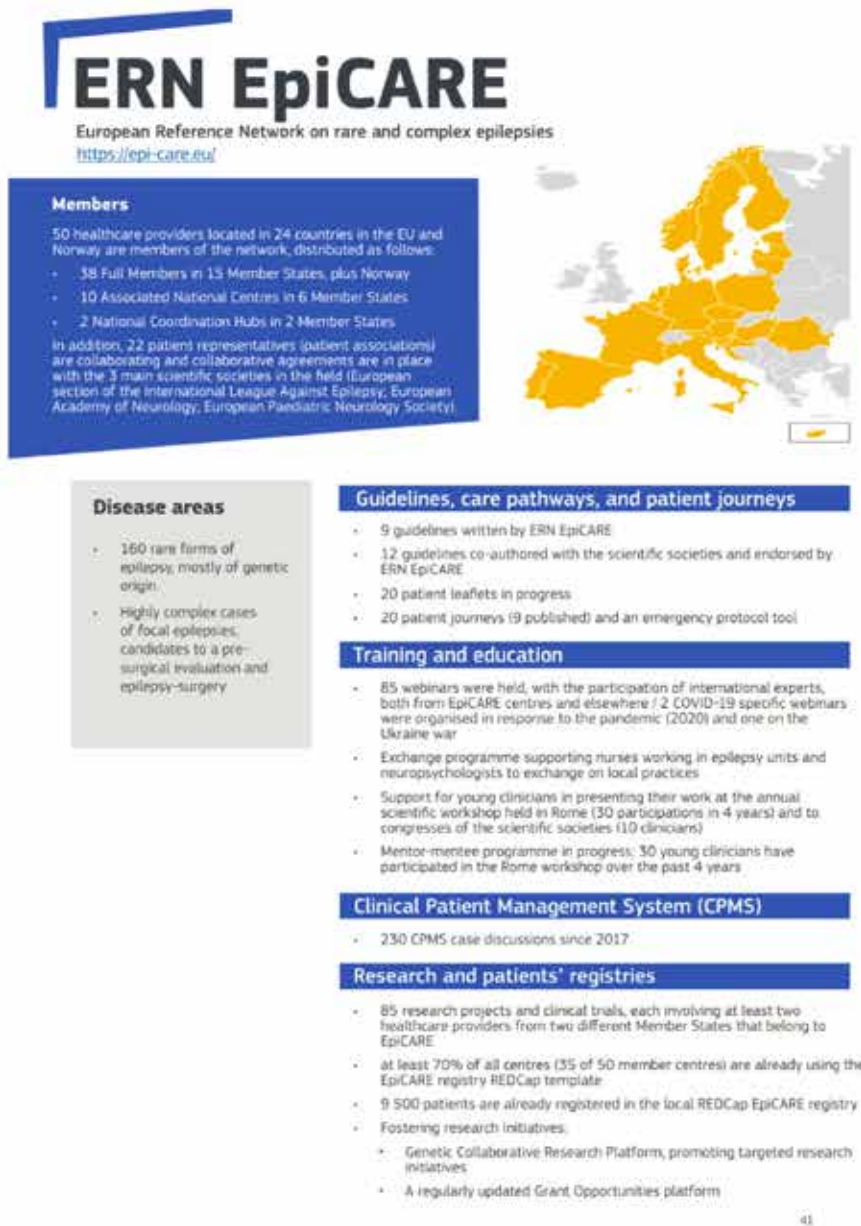 ERN EpiCARE
European Reference Network on rare and complex epilepsies
https://epi-care.eu/
Members
50 healthcare providers located in 24 countries in the EU and
Norway are members of the network, distributed as follows:
- 38 Full Members in 15 Member States, plus Norway
- 10 Associated National Centres in 6 Member States
- 2 National Coordination Hubs in 2 Member States
In addition, 22 patient representatives (patient associations)
are collaborating and collaborative agreements are in place
with the 3 main scientific societies in the field (European
section of the International League Against Epilepsy; European
Academy of Neurology; European Paediatric Neurology Society).
Disease areas
- 160 rare forms of
epilepsy, mostly of genetic
origin.
- Highly complex cases
of focal epilepsies,
candidates to a pre-
surgical evaluation and
epilepsy-surgery
Guidelines, care pathways, and patient journeys
- 9 guidelines written by ERN EpiCARE
- 12 guidelines co-authored with the scientific societies and endorsed by
ERN EpiCARE
- 20 patient leaflets in progress
- 20 patient journeys (9 published) and an emergency protocol tool
Training and education
- 85 webinars were held, with the participation of international experts,
both from EpiCARE centres and elsewhere / 2 COVID-19 specific webinars
were organised in response to the pandemic (2020) and one on the
Ukraine war
- Exchange programme supporting nurses working in epilepsy units and
neuropsychologists to exchange on local practices
- Support for young clinicians in presenting their work at the annual
scientific workshop held in Rome (30 participations in 4 years) and to
congresses of the scientific societies (10 clinicians)
- Mentor-mentee programme in progress; 30 young clinicians have
participated in the Rome workshop over the past 4 years
Clinical Patient Management System (CPMS)
- 230 CPMS case discussions since 2017
Research and patients' registries
- 85 research projects and clinical trials, each involving at least two
healthcare providers from two different Member States that belong to
EpiCARE
- at least 70% of all centres (35 of 50 member centres) are already using the
EpiCARE registry REDCap template
- 9 500 patients are already registered in the local REDCap EpiCARE registry
- Fostering research initiatives:
• Genetic Collaborative Research Platform, promoting targeted research
initiatives
• A regularly updated Grant Opportunities platform
41